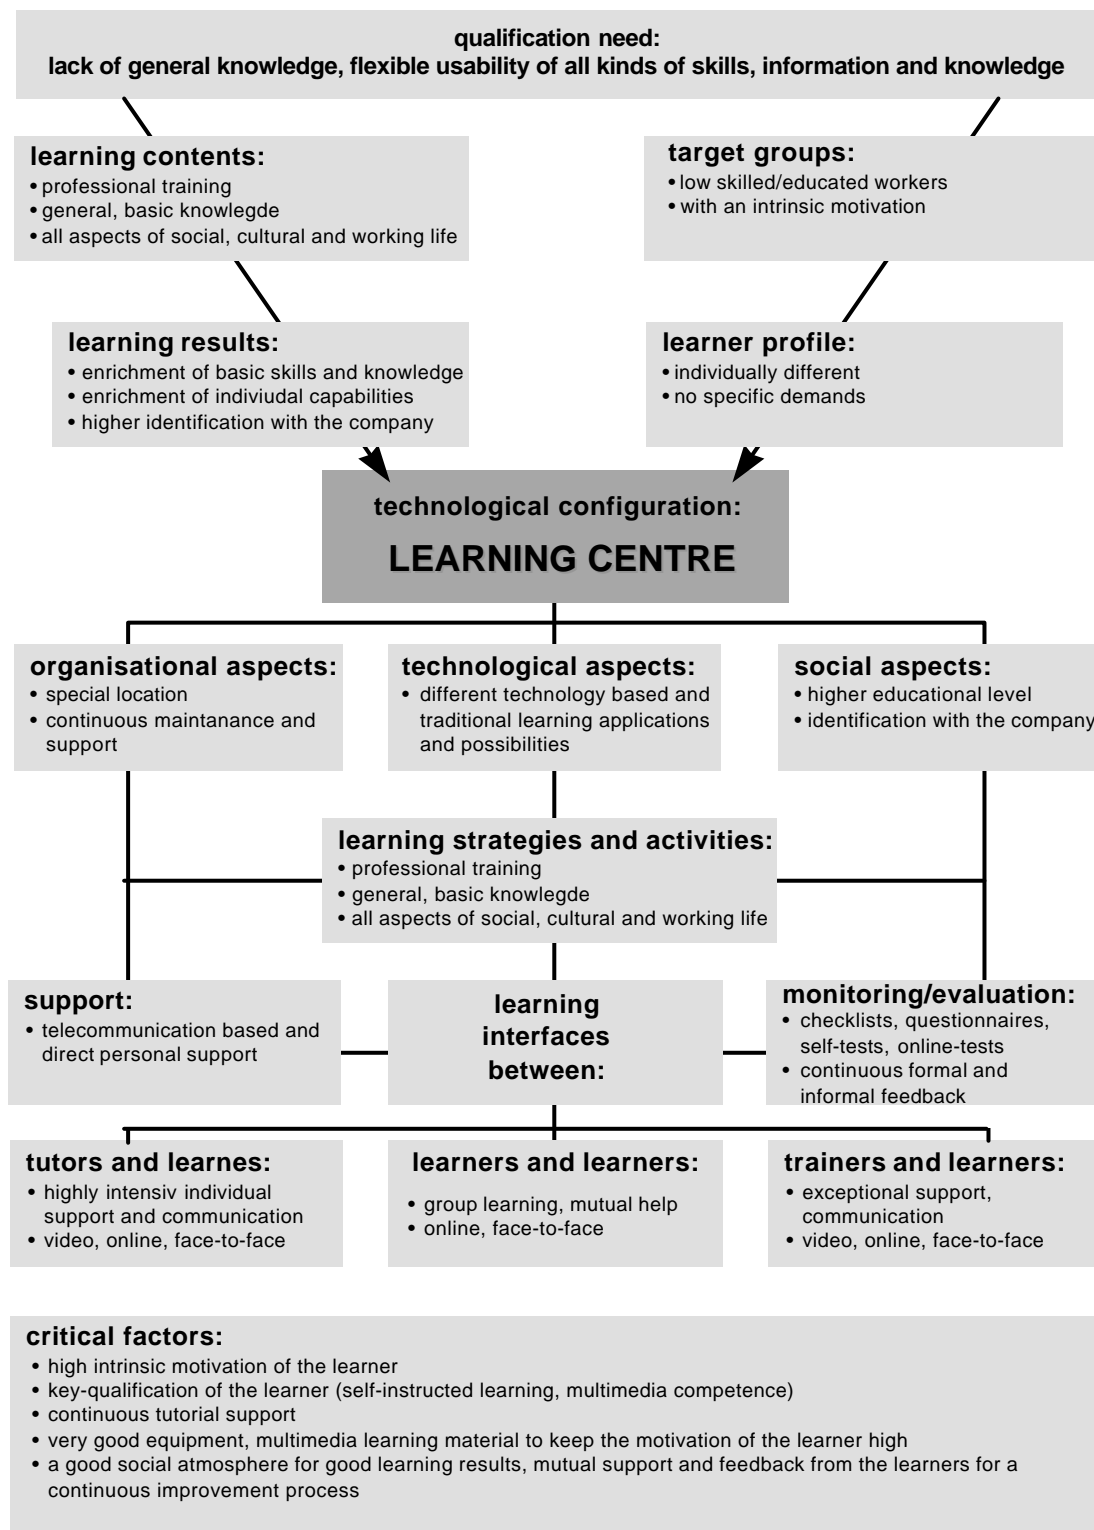 qualification need:
lack of general knowledge, flexible usability of all kinds of skills, information and knowledge
learning contents:
• professional training
• general, basic knowlegde
• all aspects of social, cultural and working life
target groups:
• low skilled/educated workers
• with an intrinsic motivation
learning results:
• enrichment of basic skills and knowledge
• enrichment of indiviudal capabilities
• higher identification with the company
learner profile:
• individually different
• no specific demands
technological configuration:
LEARNING CENTRE
organisational aspects:
• special location
• continuous maintanance and
support
technological aspects:
• different technology based and
traditional learning applications
and possibilities
social aspects:
• higher educational level
• identification with the company
learning strategies and activities:
• professional training
• general, basic knowlegde
• all aspects of social, cultural and working life
support:
• telecommunication based and
direct personal support
learning
interfaces
between:
monitoring/evaluation:
• checklists, questionnaires,
self-tests, online-tests
• continuous formal and
informal feedback
tutors and learnes:
• highly intensiv individual
support and communication
• video, online, face-to-face
learners and learners:
• group learning, mutual help
• online, face-to-face
trainers and learners:
• exceptional support,
communication
• video, online, face-to-face
critical factors:
• high intrinsic motivation of the learner
• key-qualification of the learner (self-instructed learning, multimedia competence)
• continuous tutorial support
• very good equipment, multimedia learning material to keep the motivation of the learner high
• a good social atmosphere for good learning results, mutual support and feedback from the learners for a
continuous improvement process